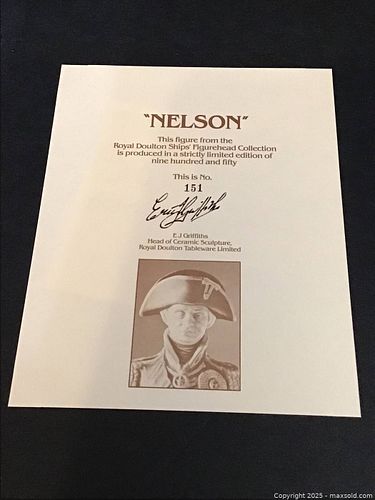 "NELSON"
This figure from the
Royal Doulton Ships' Figurehead Collection
is produced in a strictly limited edition of
nine hundred and fifty
This is No.
151
Eric J Griffiths
E J Griffiths
Head of Ceramic Sculpture,
Royal Doulton Tableware Limited
Copyright 2025 - maxsold.com